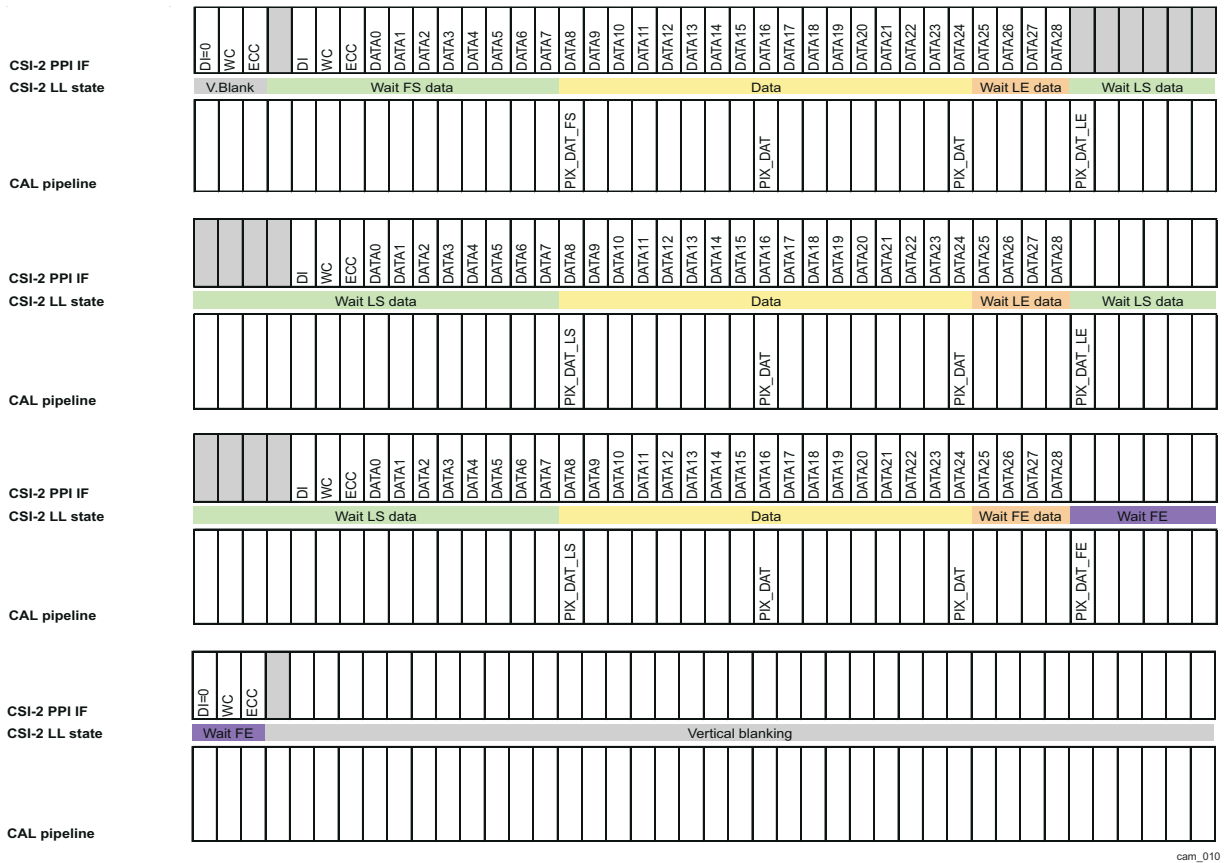 DI=0 WC ECC DI WC ECC DATA0 DATA1 DATA2 DATA3 DATA4 DATA5 DATA6 DATA7 DATA8 DATA9 DATA10 DATA11 DATA12 DATA13 DATA14 DATA15 DATA16 DATA17 DATA18 DATA19 DATA20 DATA21 DATA22 DATA23 DATA24 DATA25 DATA26 DATA27 DATA28
CSI-2 PPI IF
CSI-2 LL state V.Blank Wait FS data Data Wait LE data Wait LS data
PIX_DAT_FS PIX_DAT PIX_DAT PIX_DAT_LE
CAL pipeline
DI WC ECC DATA0 DATA1 DATA2 DATA3 DATA4 DATA5 DATA6 DATA7 DATA8 DATA9 DATA10 DATA11 DATA12 DATA13 DATA14 DATA15 DATA16 DATA17 DATA18 DATA19 DATA20 DATA21 DATA22 DATA23 DATA24 DATA25 DATA26 DATA27 DATA28
CSI-2 PPI IF
CSI-2 LL state Wait LS data Data Wait LE data Wait LS data
PIX_DAT_LS PIX_DAT PIX_DAT PIX_DAT_LE
CAL pipeline
DI WC ECC DATA0 DATA1 DATA2 DATA3 DATA4 DATA5 DATA6 DATA7 DATA8 DATA9 DATA10 DATA11 DATA12 DATA13 DATA14 DATA15 DATA16 DATA17 DATA18 DATA19 DATA20 DATA21 DATA22 DATA23 DATA24 DATA25 DATA26 DATA27 DATA28
CSI-2 PPI IF
CSI-2 LL state Wait LS data Data Wait FE data Wait FE
PIX_DAT_LS PIX_DAT PIX_DAT PIX_DAT_FE
CAL pipeline
DI=0 WC ECC
CSI-2 PPI IF
CSI-2 LL state Wait FE Vertical blanking
CAL pipeline
cam_010